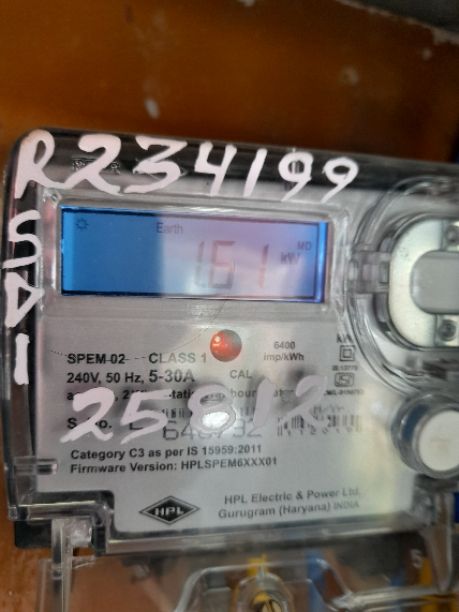 R234199
SD1
Earth
1.61 kW MD
6400
imp/kWh
SPEM 02 CLASS 1
240V, 50 Hz, 5-30A CAL
25812
Category C3 as per IS 15959:2011
Firmware Version: HPLSPEM6XXX01
HPL
HPL Electric & Power Ltd.
Gurugram (Haryana) INDIA